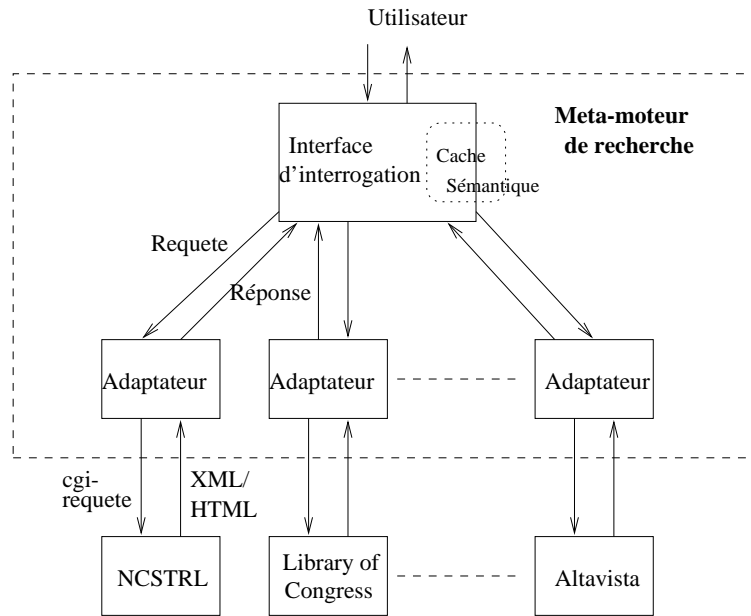 Utilisateur
Meta-moteur
de recherche
Interface
d'interrogation
Cache
Sémantique
Requete
Réponse
Adaptateur
Adaptateur
Adaptateur
cgi-
requete
XML/
HTML
NCSTRL
Library of
Congress
Altavista